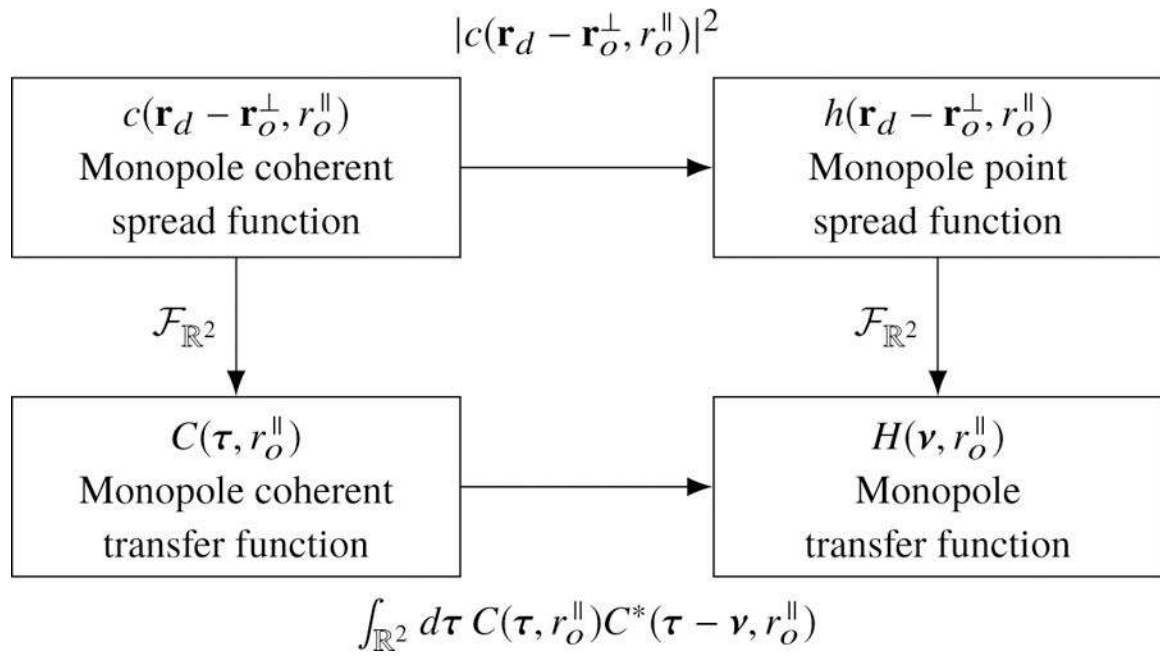 |c(𝐫_d − 𝐫_o^⊥, r_o^∥)|^2
c(𝐫_d − 𝐫_o^⊥, r_o^∥)
Monopole coherent
spread function
h(𝐫_d − 𝐫_o^⊥, r_o^∥)
Monopole point
spread function
ℱ_ℝ²
ℱ_ℝ²
C(𝝉, r_o^∥)
Monopole coherent
transfer function
H(𝝂, r_o^∥)
Monopole
transfer function
∫_ℝ² d𝝉 C(𝝉, r_o^∥)C*(𝝉 − 𝝂, r_o^∥)